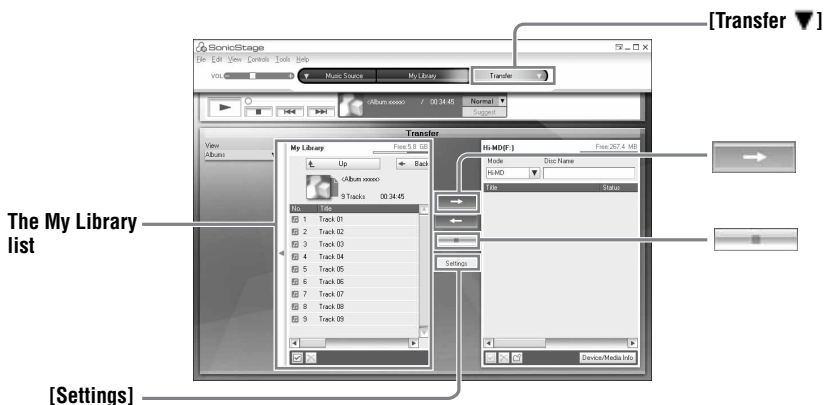 [Transfer ▼]
SonicStage
File Edit View Controls Tools Help
VOL
Music Source My Library Transfer
<Album xxxxx> / 00:34:45 Normal
Suggest
Transfer
View
Albums
My Library Free:5.8 GB
Up Back
<Album xxxxx>
9 Tracks 00:34:45
No. Title
1 Track 01
2 Track 02
3 Track 03
4 Track 04
5 Track 05
6 Track 06
7 Track 07
8 Track 08
9 Track 09
Settings
Hi-MD[F:] Free:267.4 MB
Mode Disc Name
Hi-MD
Title Status
Device/Media Info
The My Library
list
[Settings]